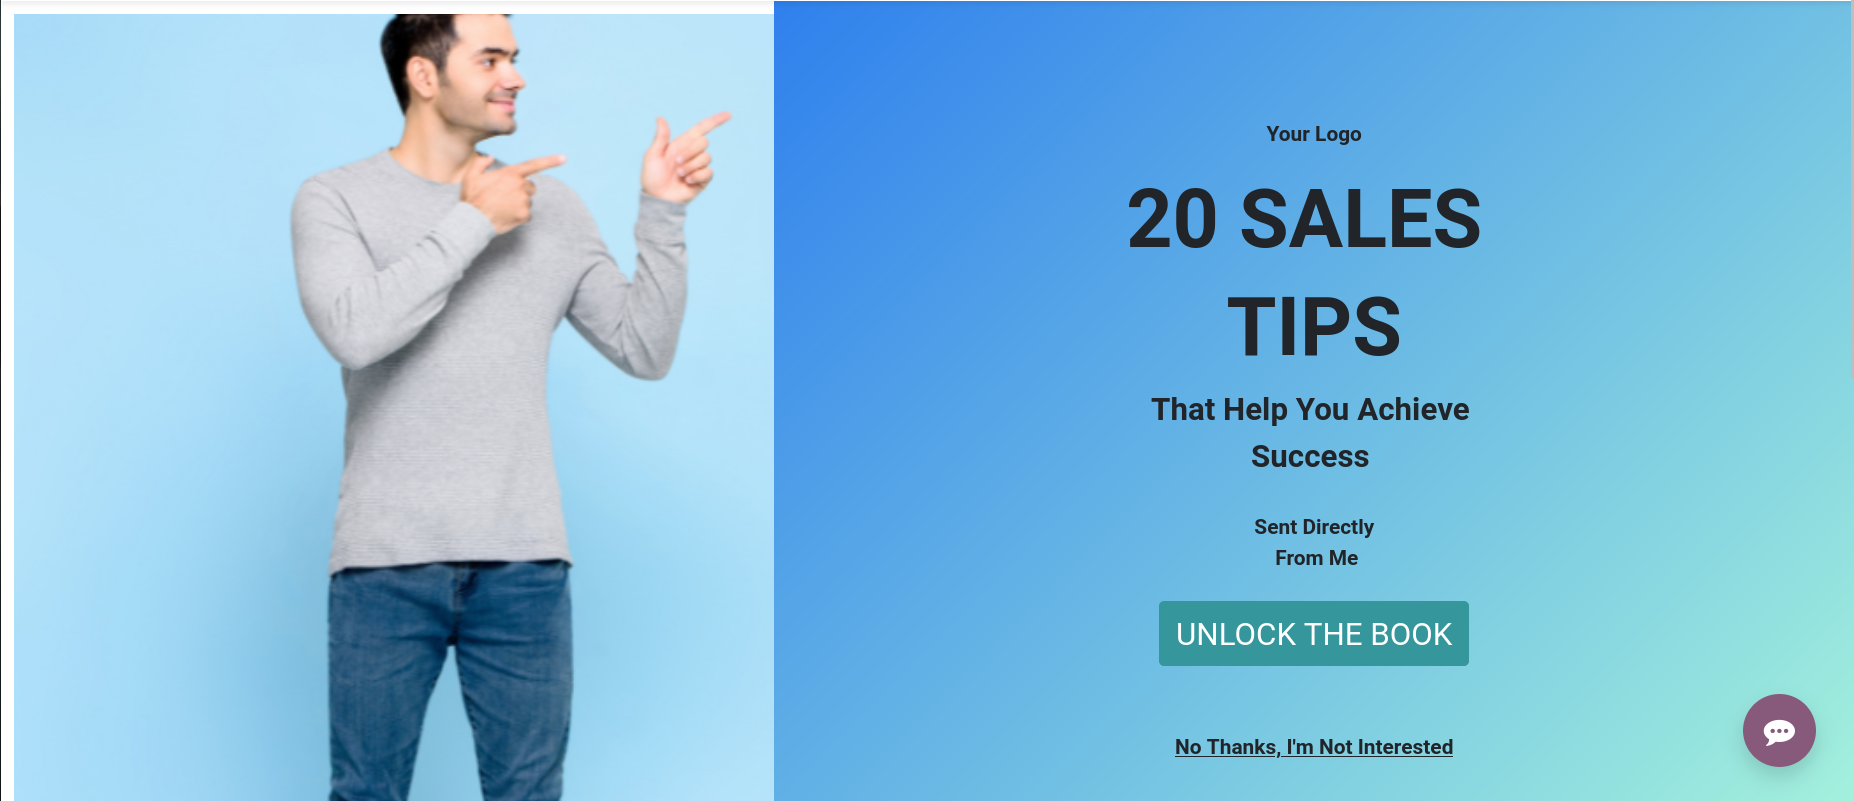 Your Logo
20 SALES
TIPS
That Help You Achieve
Success
Sent Directly
From Me
UNLOCK THE BOOK
No Thanks, I'm Not Interested